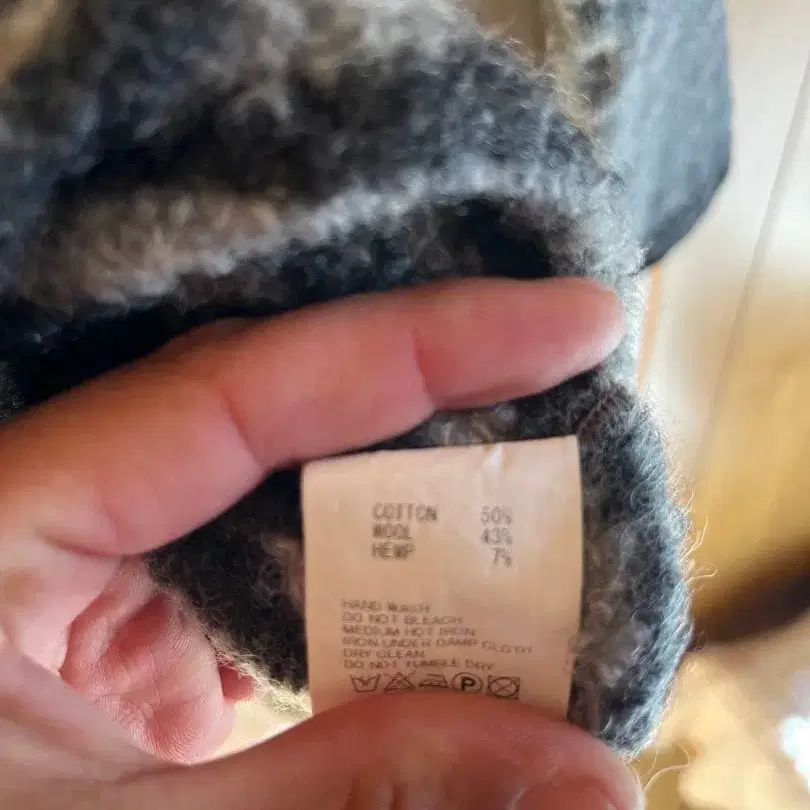 COTTON 50%
WOOL 43%
HEMP 7%
HAND WASH
DO NOT BLEACH
MEDIUM HOT IRON
IRON UNDER DAMP CLOTH
DRY CLEAN
DO NOT TUMBLE DRY
P